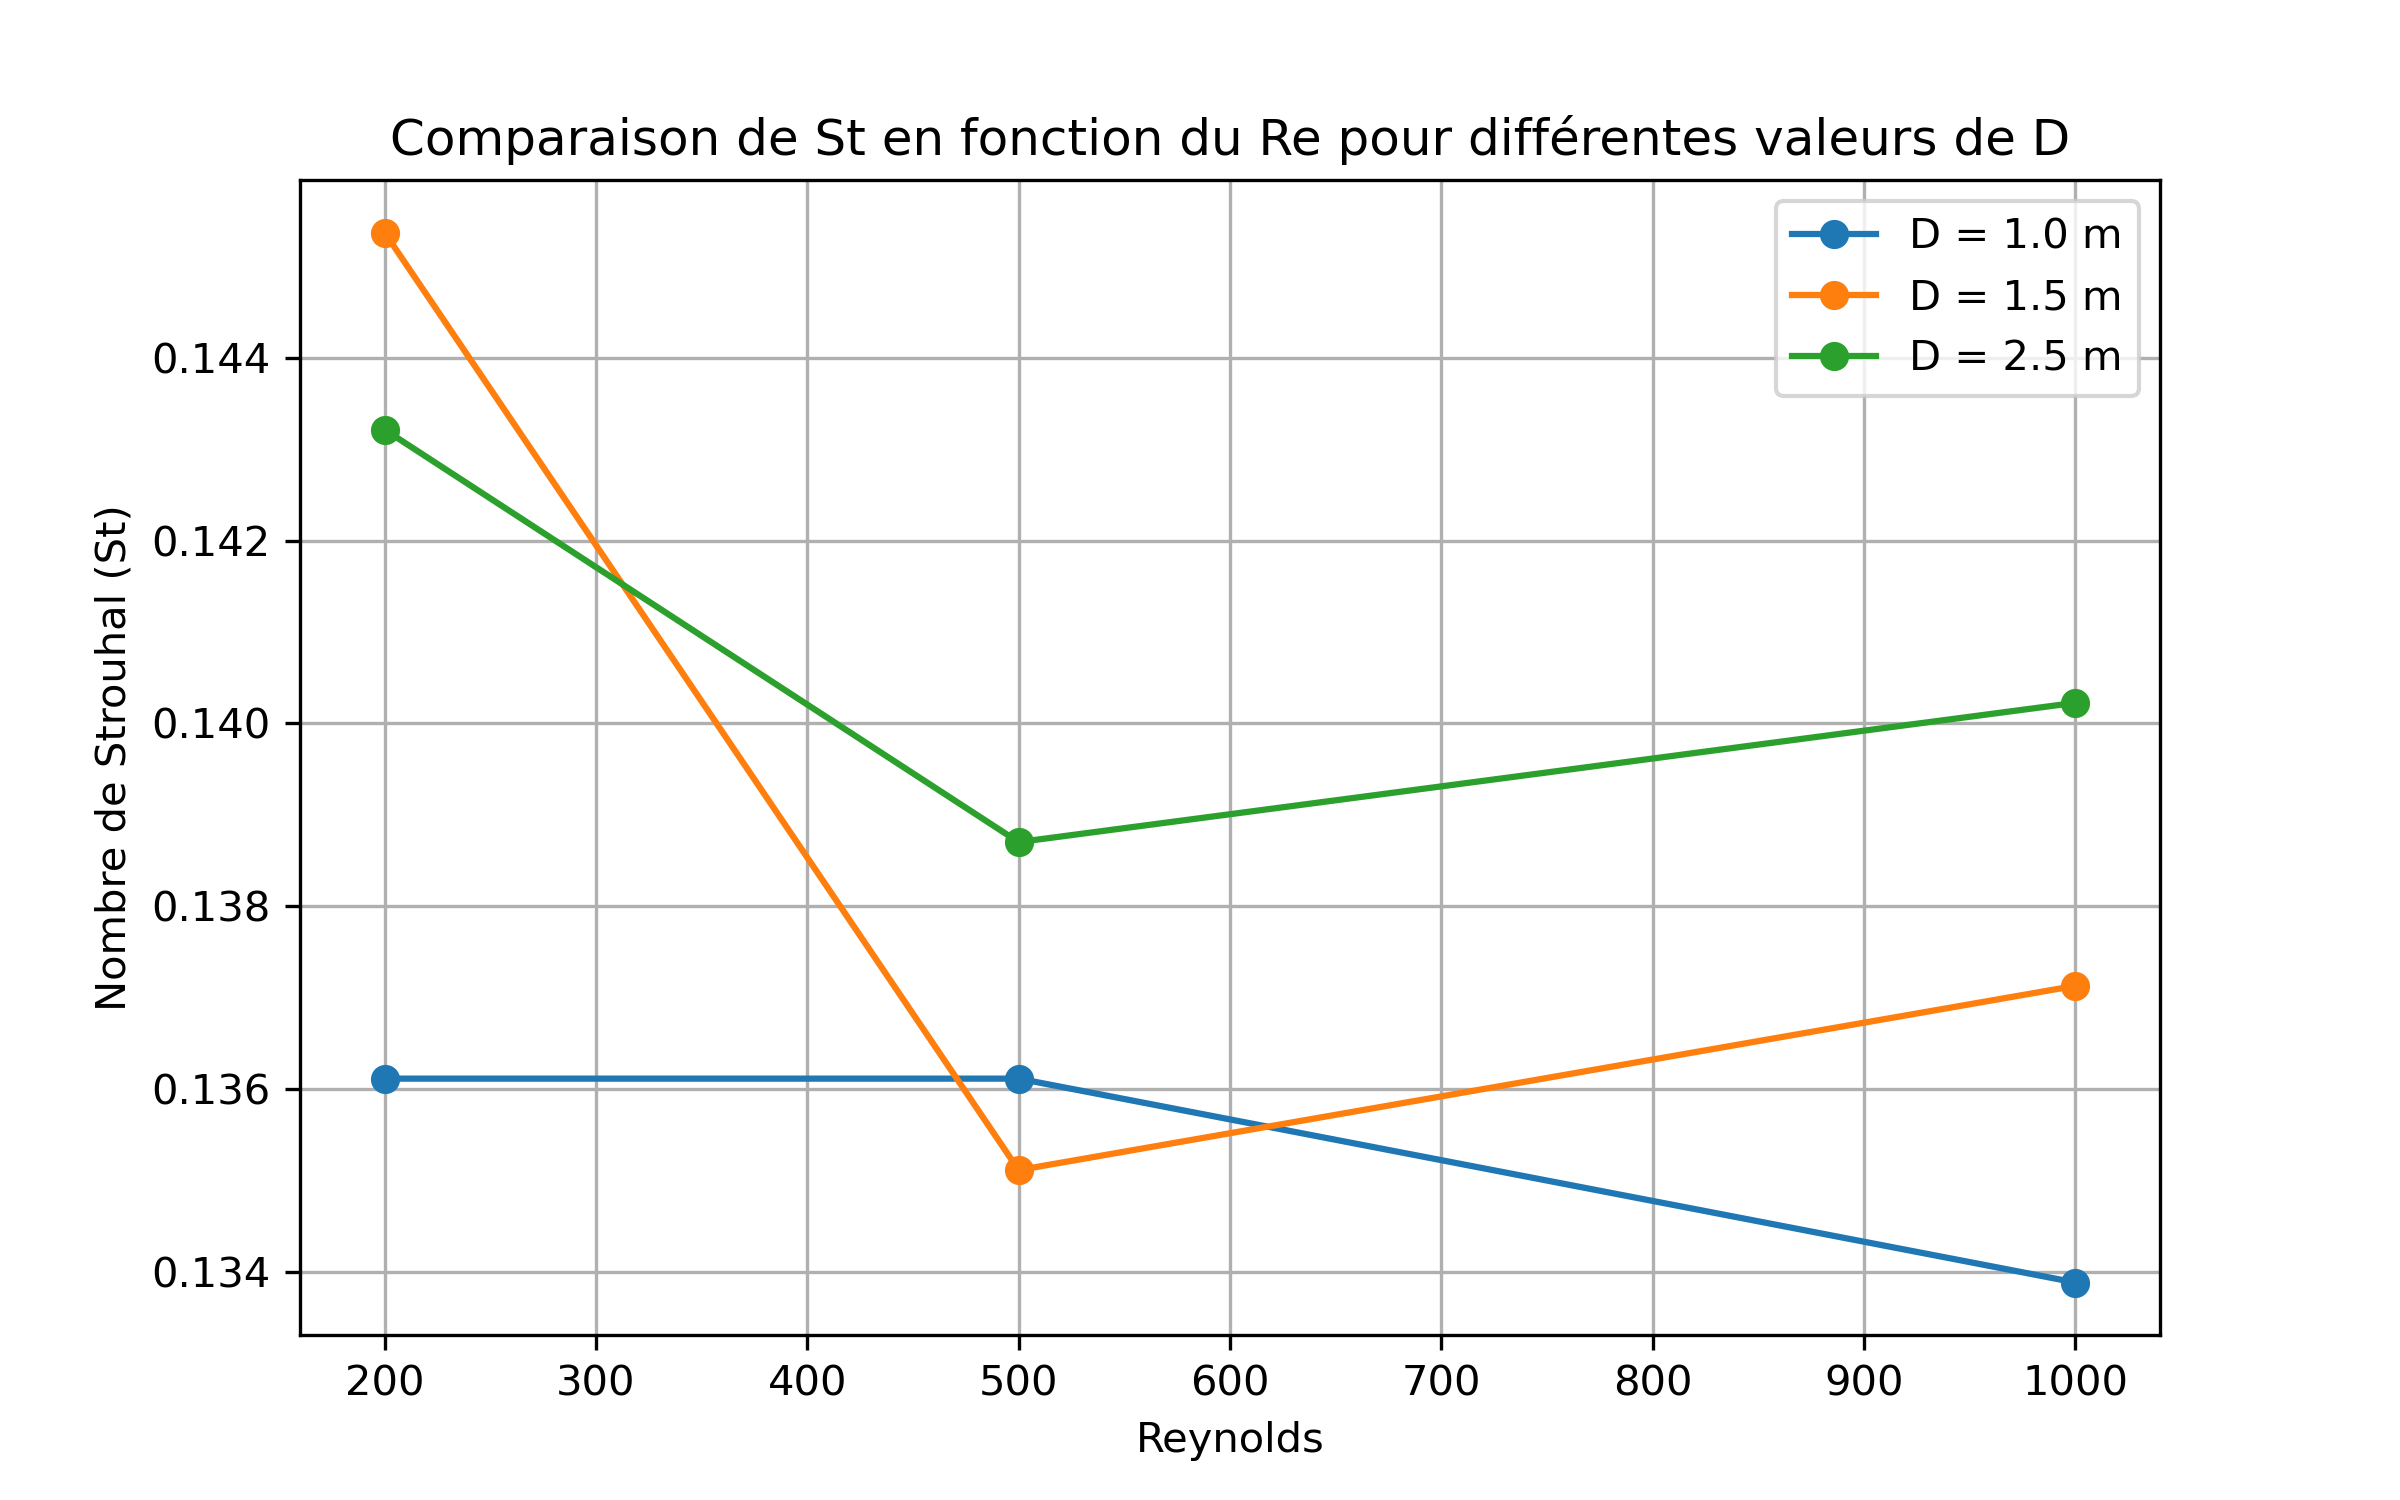 Comparaison de St en fonction du Re pour différentes valeurs de D
D = 1.0 m
D = 1.5 m
D = 2.5 m
Nombre de Strouhal (St)
0.144
0.142
0.140
0.138
0.136
0.134
200 300 400 500 600 700 800 900 1000
Reynolds